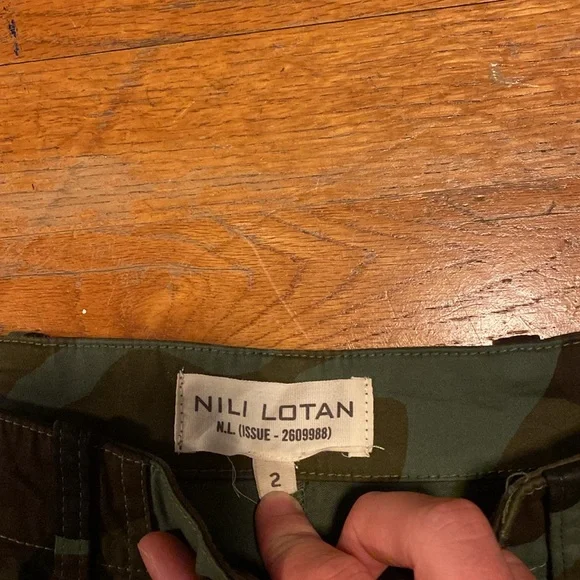 NILI LOTAN
N.L. (ISSUE - 2609988)
2